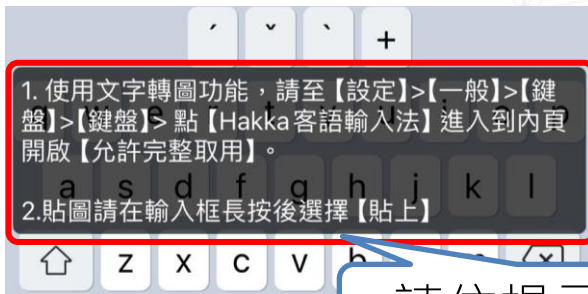 ˊ ˇ ˋ +
1. 使用文字轉圖功能，請至【設定】>【一般】>【鍵
盤】>【鍵盤】> 點【Hakka客語輸入法】進入到內頁
開啟【允許完整取用】。
a s d f g h j k l
2.貼圖請在輸入框長按後選擇【貼上】
z x c v b